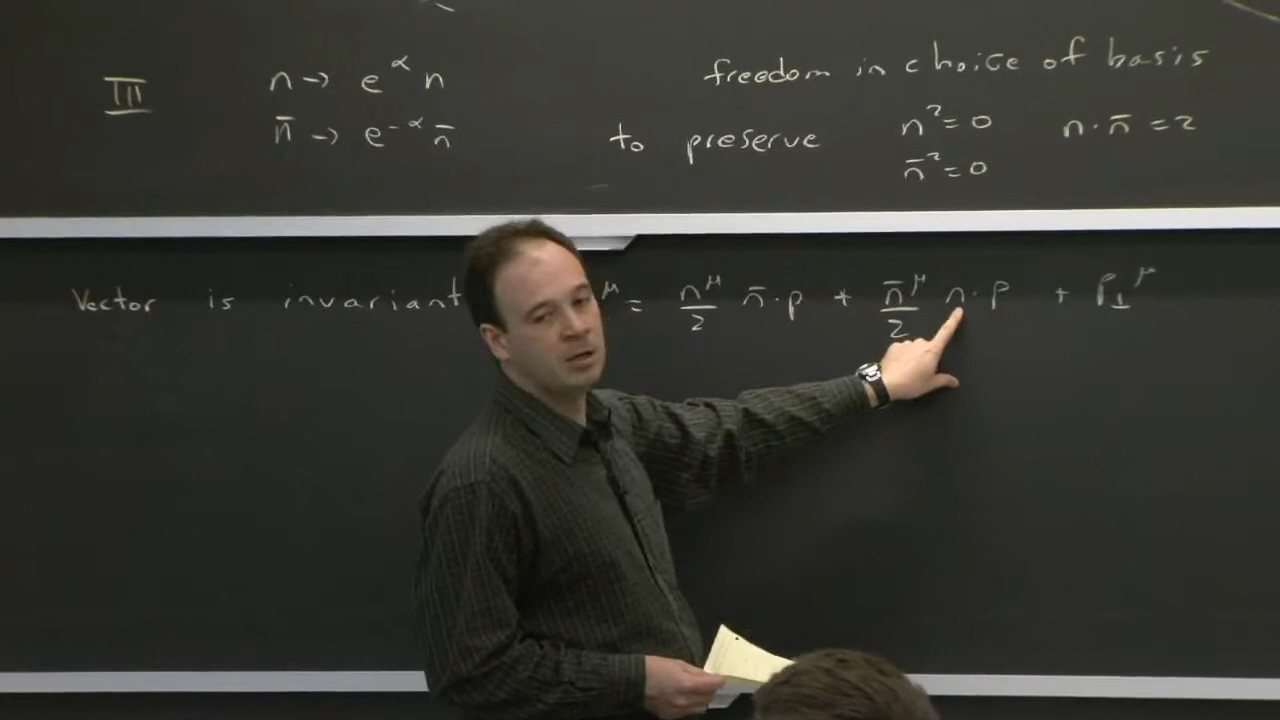 III n → e^α n freedom in choice of basis
n̄ → e^-α n̄ to preserve n² = 0 n · n̄ = 2
n̄² = 0
Vector is invariant μ = n^μ/2 n̄ · p + n̄^μ/2 n · p + p⊥^μ